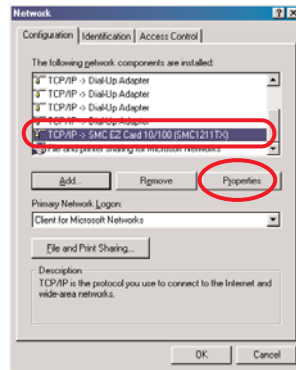 Network
Configuration Identification Access Control
The following network components are installed:
TCP/IP -> Dial-Up Adapter
TCP/IP -> Dial-Up Adapter
TCP/IP -> Dial-Up Adapter
TCP/IP -> SMC EZ Card 10/100 (SMC1211TX)
File and printer sharing for Microsoft Networks
Add... Remove Properties
Primary Network Logon:
Client for Microsoft Networks
File and Print Sharing...
Description
TCP/IP is the protocol you use to connect to the Internet and
wide-area networks.
OK Cancel